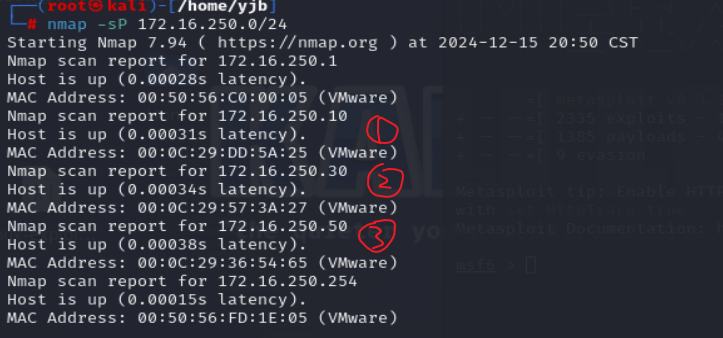 (root㉿kali)-[/home/yjb]
# nmap -sP 172.16.250.0/24
Starting Nmap 7.94 ( https://nmap.org ) at 2024-12-15 20:50 CST
Nmap scan report for 172.16.250.1
Host is up (0.00028s latency).
MAC Address: 00:50:56:C0:00:05 (VMware)
Nmap scan report for 172.16.250.10
Host is up (0.00031s latency).
①
MAC Address: 00:0C:29:DD:5A:25 (VMware)
Nmap scan report for 172.16.250.30
Host is up (0.00034s latency).
②
MAC Address: 00:0C:29:57:3A:27 (VMware)
Nmap scan report for 172.16.250.50
Host is up (0.00038s latency).
③
MAC Address: 00:0C:29:36:54:65 (VMware)
Nmap scan report for 172.16.250.254
Host is up (0.00015s latency).
MAC Address: 00:50:56:FD:1E:05 (VMware)
=[ metasploit v6
+ -- --=[ 2335 exploits -
+ -- --=[ 1385 payloads -
+ -- --=[ 9 evasion
Metasploit tip: Enable HTTP
with
Metasploit Documentation:
msf6 >